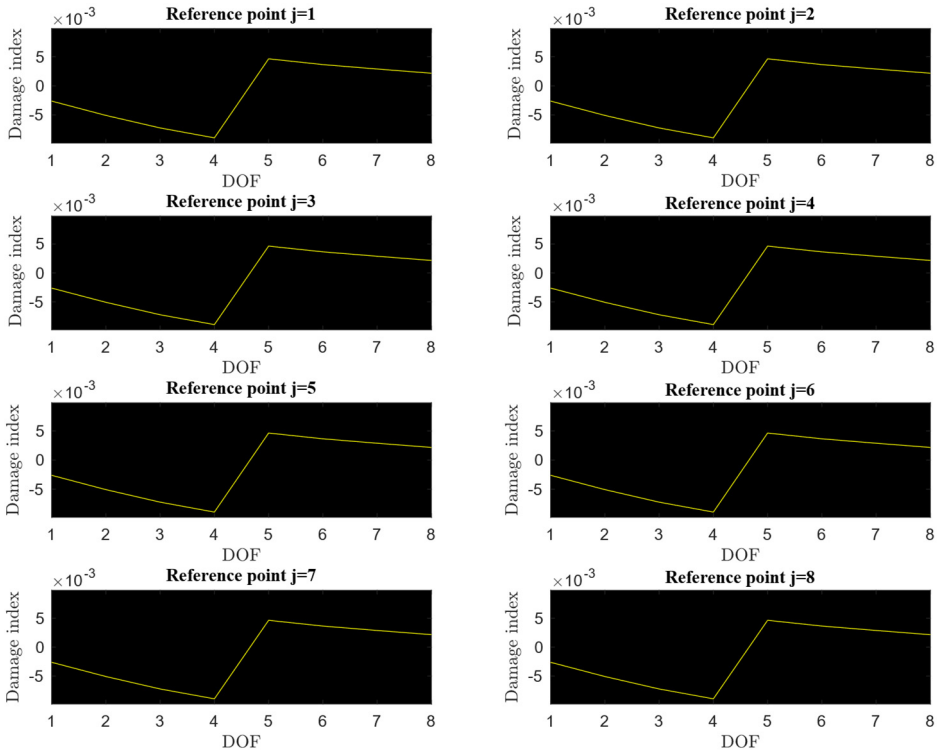 ×10-3 Reference point j=1
Damage index
5
0
-5
1 2 3 4 5 6 7 8
DOF
×10-3 Reference point j=2
Damage index
5
0
-5
1 2 3 4 5 6 7 8
DOF
×10-3 Reference point j=3
Damage index
5
0
-5
1 2 3 4 5 6 7 8
DOF
×10-3 Reference point j=4
Damage index
5
0
-5
1 2 3 4 5 6 7 8
DOF
×10-3 Reference point j=5
Damage index
5
0
-5
1 2 3 4 5 6 7 8
DOF
×10-3 Reference point j=6
Damage index
5
0
-5
1 2 3 4 5 6 7 8
DOF
×10-3 Reference point j=7
Damage index
5
0
-5
1 2 3 4 5 6 7 8
DOF
×10-3 Reference point j=8
Damage index
5
0
-5
1 2 3 4 5 6 7 8
DOF